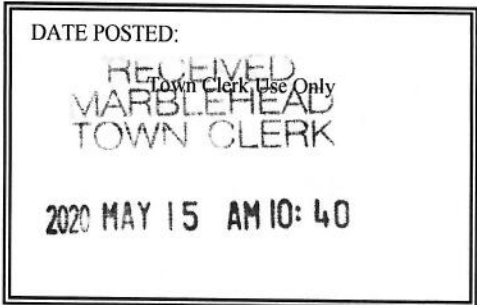 DATE POSTED:
RECEIVED
Town Clerk Use Only
MARBLEHEAD
TOWN CLERK
2020 MAY 15 AM 10: 40